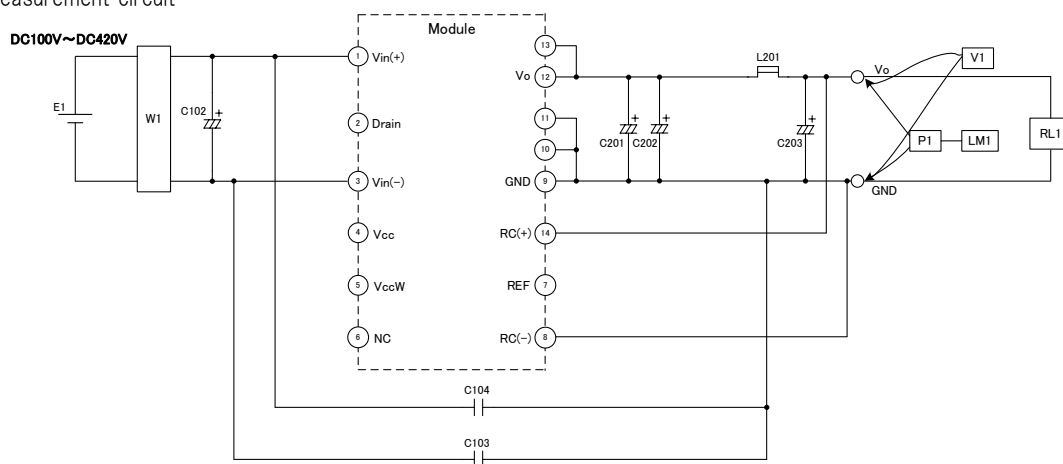 easurement circuit
DC100V～DC420V
Module
E1
W1
C102
1 Vin(+)
2 Drain
3 Vin(-)
4 Vcc
5 VccW
6 NC
13
Vo 12
11
10
GND 9
RC(+) 14
REF 7
RC(-) 8
C201
C202
L201
C203
Vo
GND
V1
P1
LM1
RL1
C104
C103